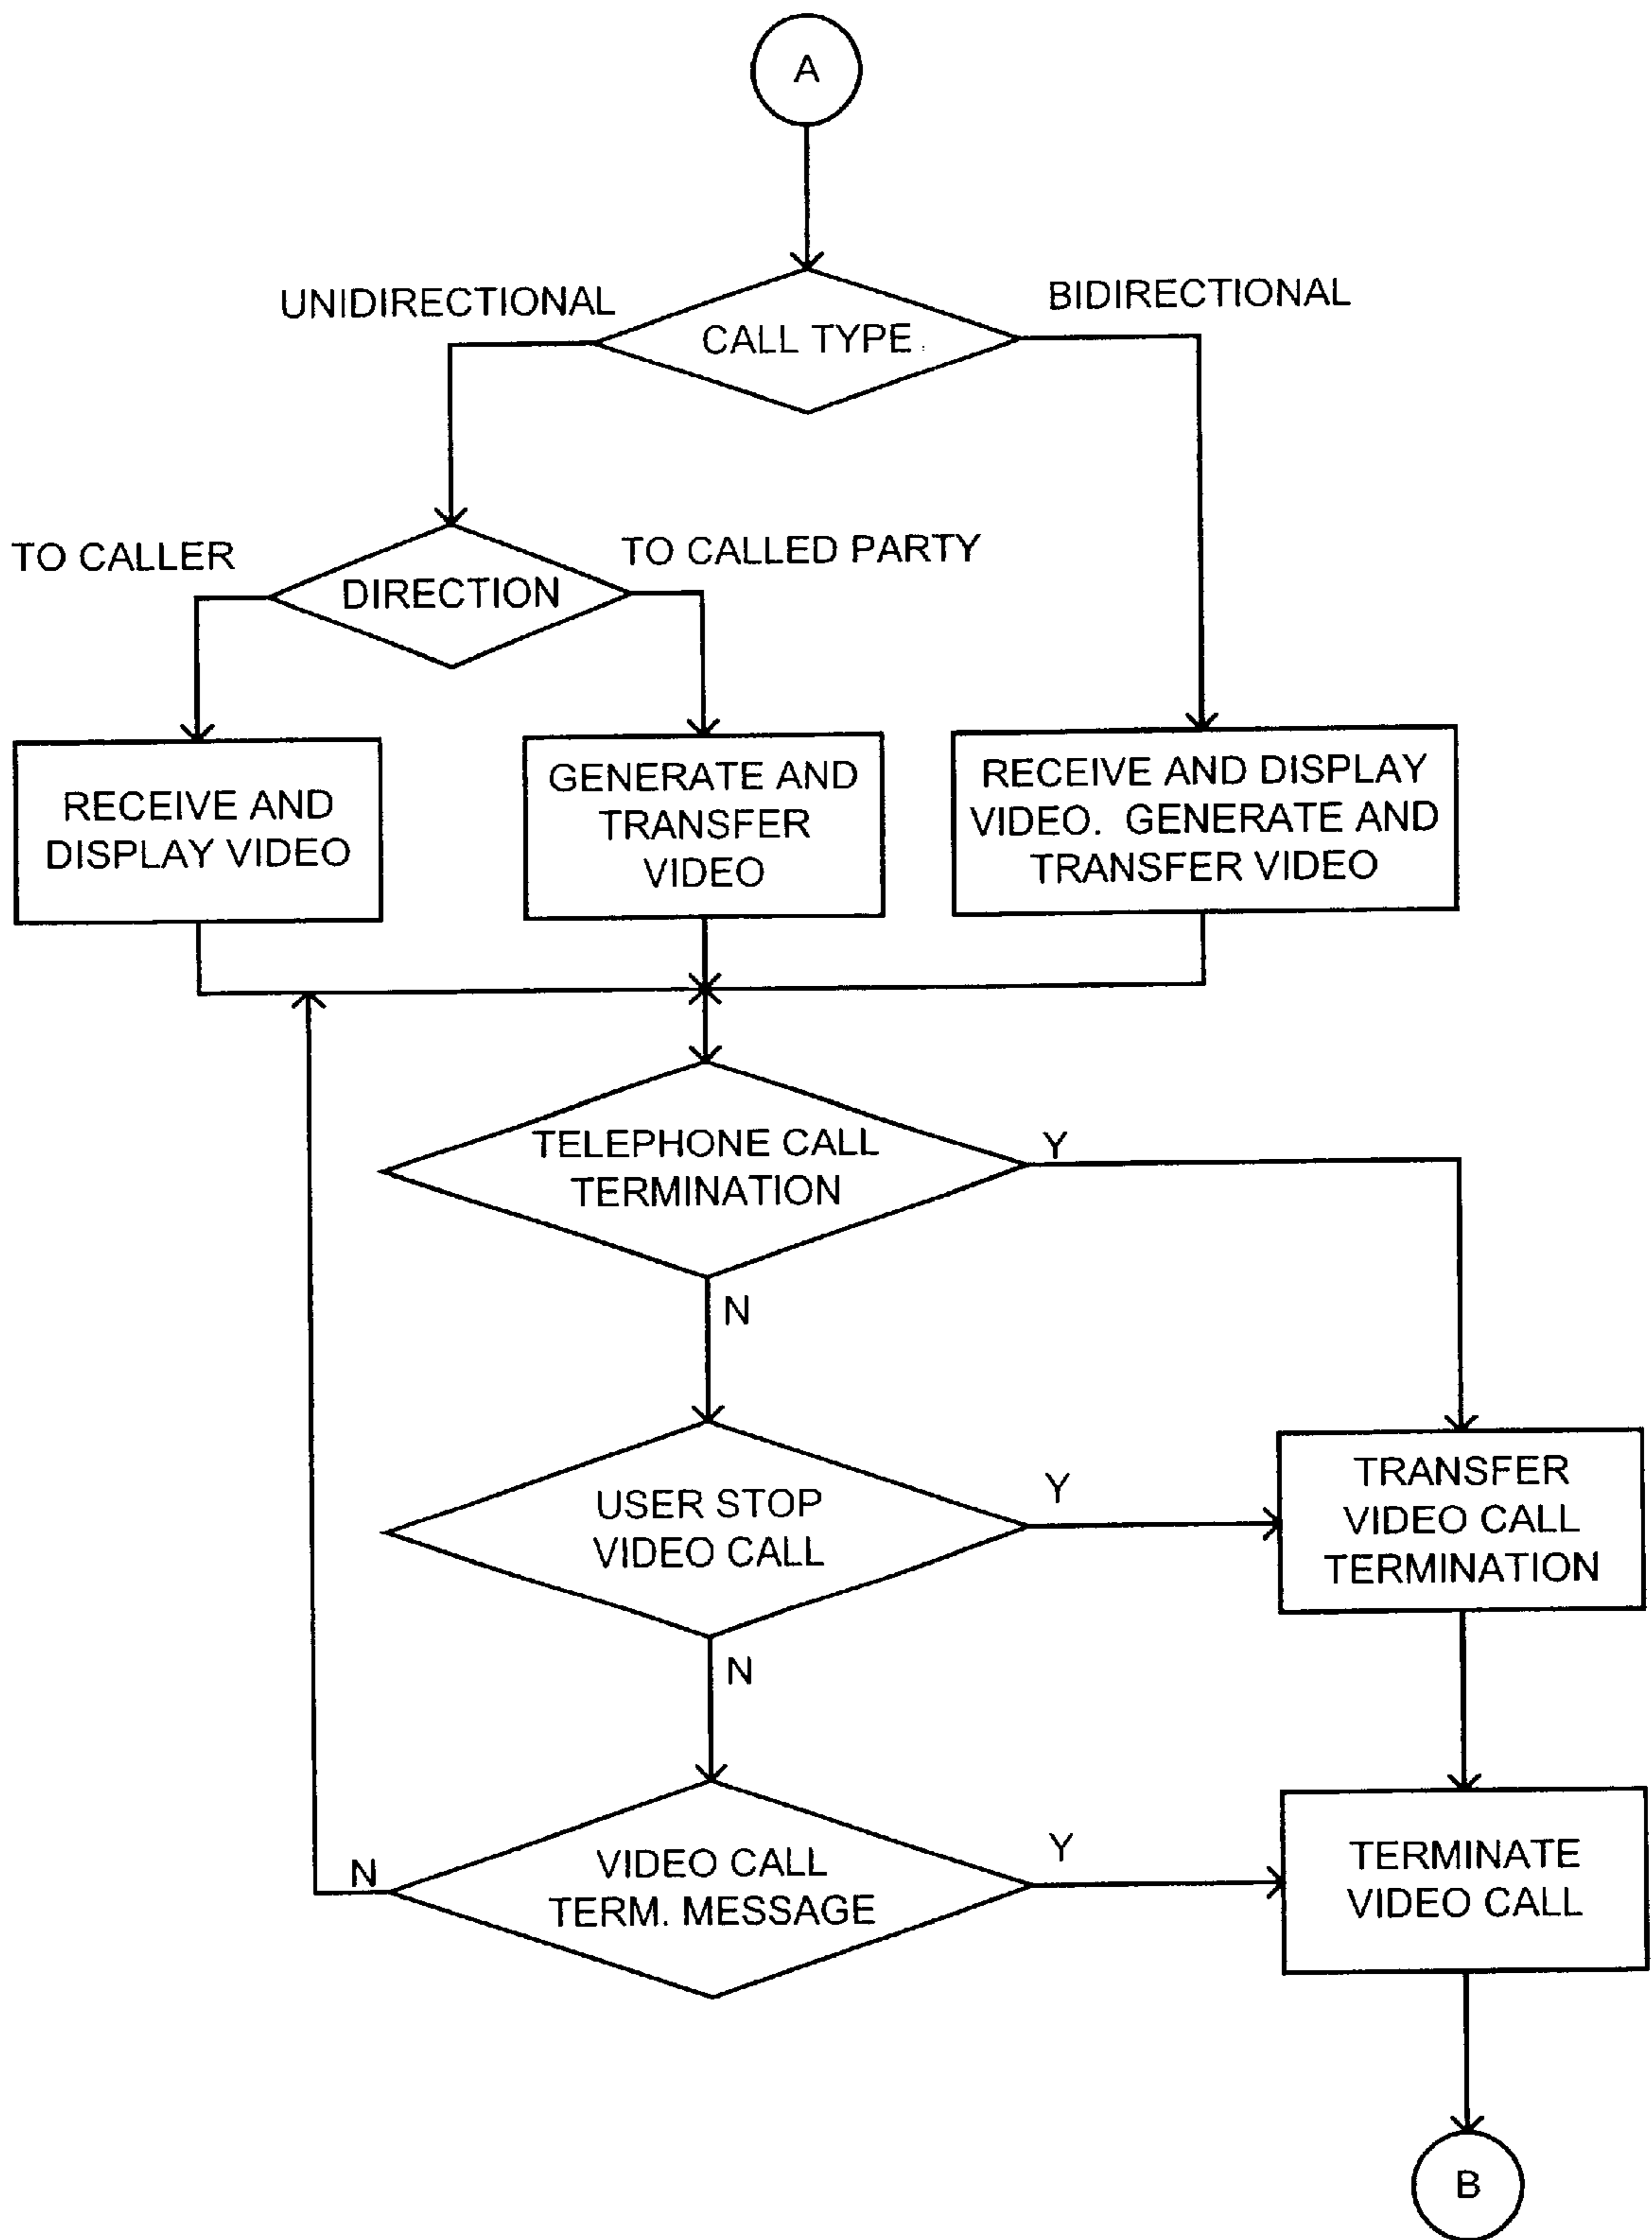 A
UNIDIRECTIONAL
BIDIRECTIONAL
CALL TYPE
TO CALLER
TO CALLED PARTY
DIRECTION
RECEIVE AND
DISPLAY VIDEO
GENERATE AND
TRANSFER
VIDEO
RECEIVE AND DISPLAY
VIDEO. GENERATE AND
TRANSFER VIDEO
TELEPHONE CALL
TERMINATION
Y
N
USER STOP
VIDEO CALL
Y
TRANSFER
VIDEO CALL
TERMINATION
N
VIDEO CALL
TERM. MESSAGE
N
Y
TERMINATE
VIDEO CALL
B